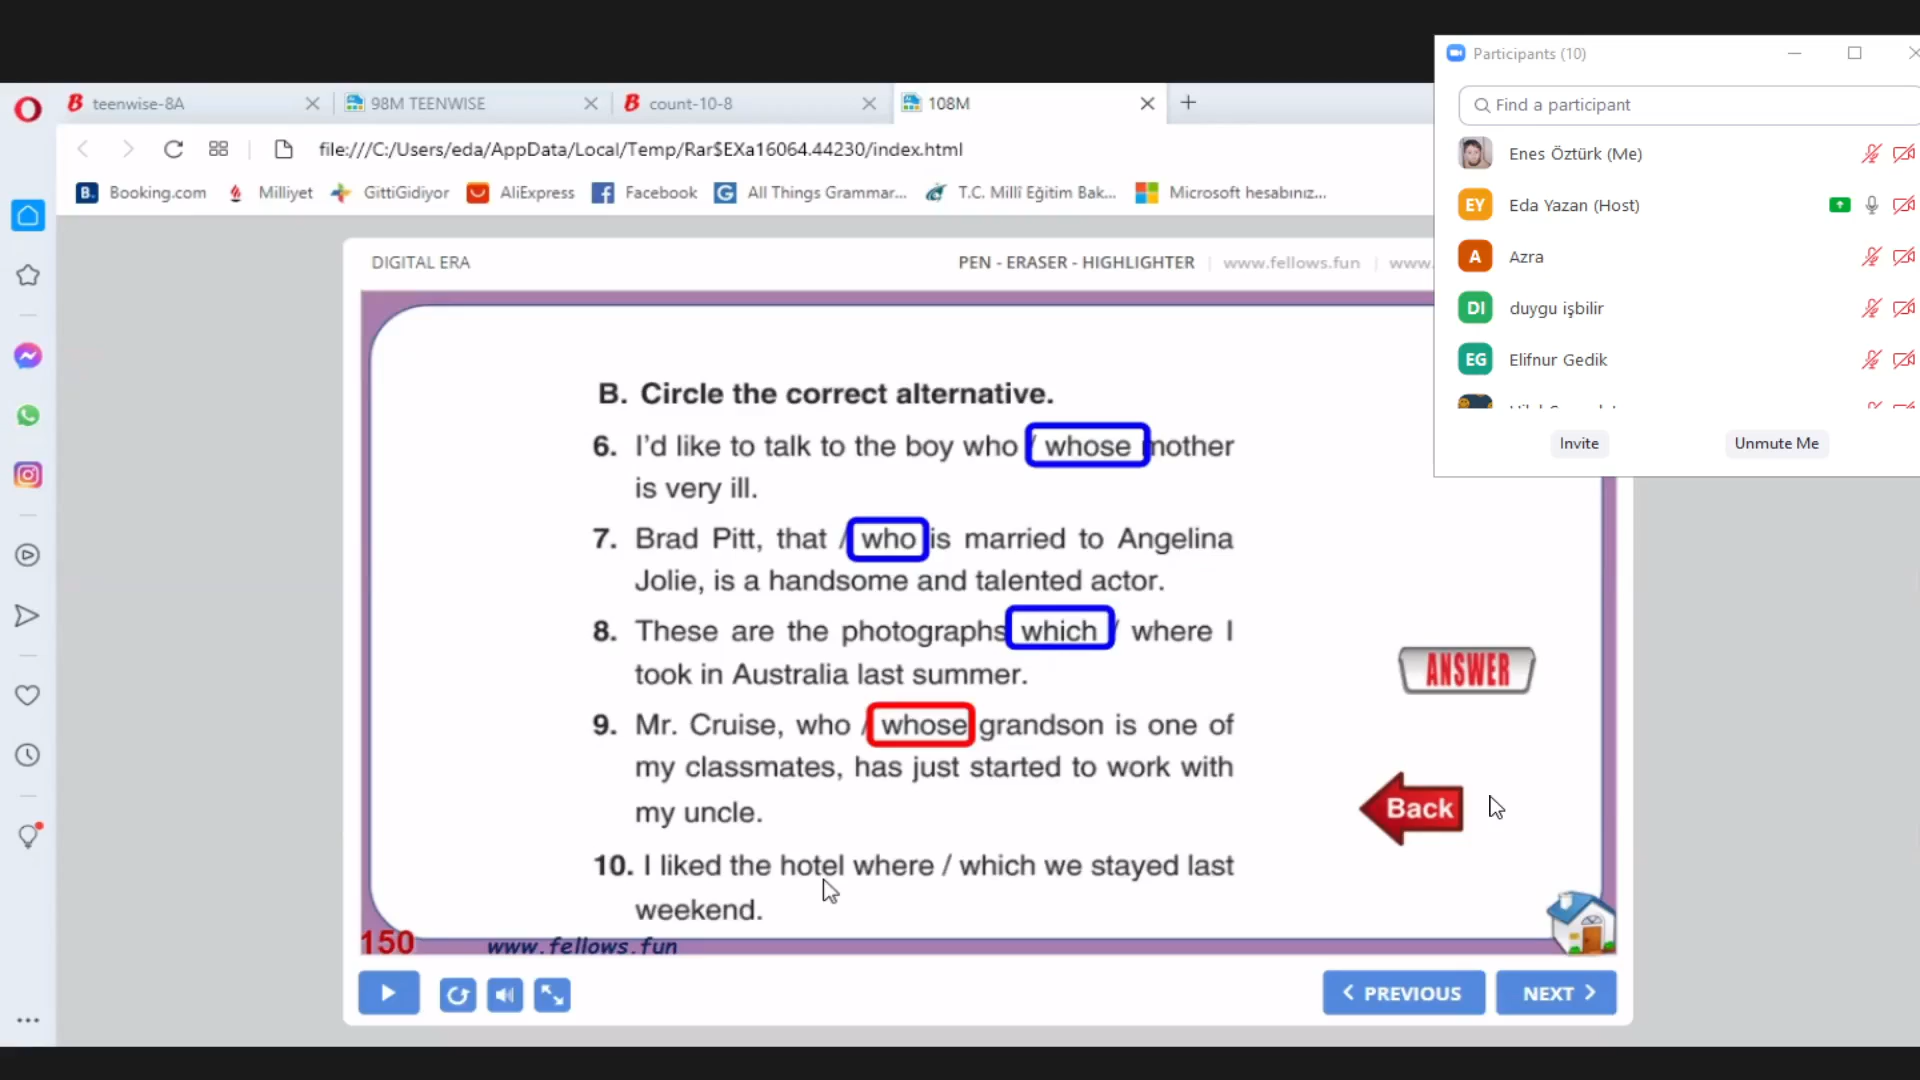 Participants (10)
teenwise-8A
98M TEENWISE
count-10-8
108M
Find a participant
file:///C:/Users/eda/AppData/Local/Temp/Rar$EXa16064.44230/index.html
Enes Öztürk (Me)
B. Booking.com
Milliyet
GittiGidiyor
AliExpress
Facebook
G All Things Grammar...
T.C. Millî Eğitim Bak...
Microsoft hesabınız...
EY Eda Yazan (Host)
A Azra
DI duygu işbilir
EG Elifnur Gedik
Invite
Unmute Me
DIGITAL ERA
PEN - ERASER - HIGHLIGHTER | www.fellows.fun | www.
B. Circle the correct alternative.
6. I'd like to talk to the boy who / whose mother
is very ill.
7. Brad Pitt, that / who is married to Angelina
Jolie, is a handsome and talented actor.
8. These are the photographs which / where I
took in Australia last summer.
ANSWER
9. Mr. Cruise, who / whose grandson is one of
my classmates, has just started to work with
my uncle.
Back
10. I liked the hotel where / which we stayed last
weekend.
150
www.fellows.fun
PREVIOUS
NEXT